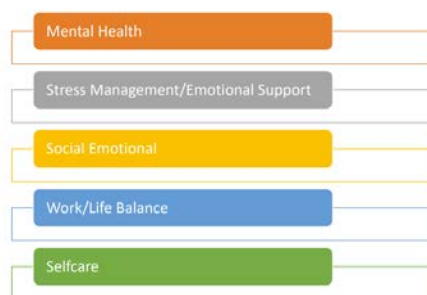 Mental Health
Stress Management/Emotional Support
Social Emotional
Work/Life Balance
Selfcare